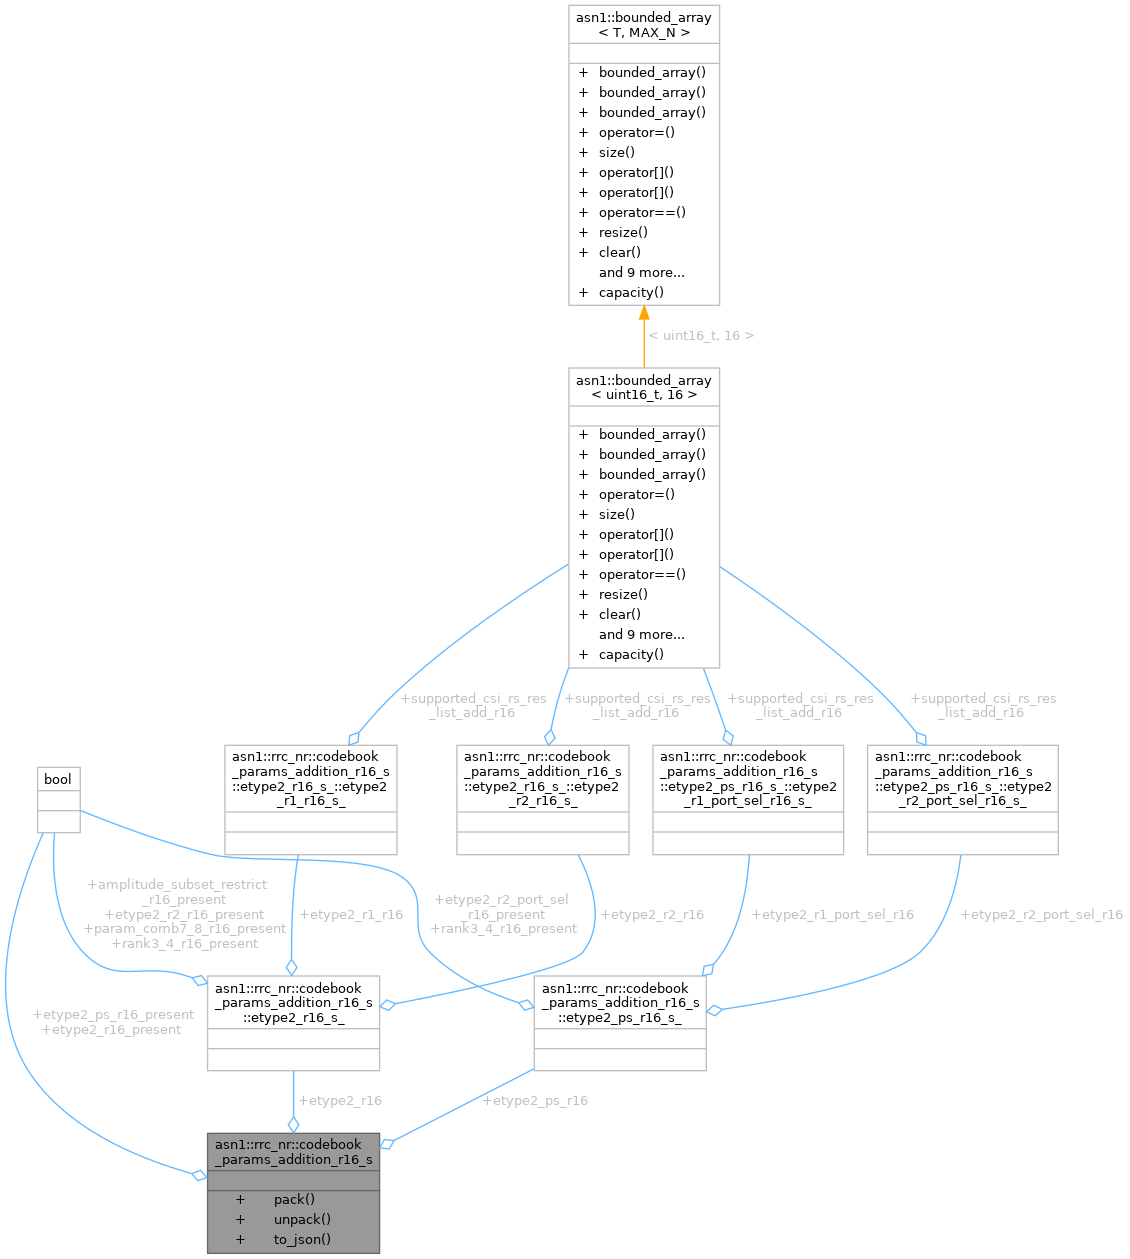 asn1::bounded_array
< T, MAX_N >
+ bounded_array()
+ bounded_array()
+ bounded_array()
+ operator=()
+ size()
+ operator[]()
+ operator[]()
+ operator==()
+ resize()
+ clear()
and 9 more...
+ capacity()
< uint16_t, 16 >
asn1::bounded_array
< uint16_t, 16 >
+ bounded_array()
+ bounded_array()
+ bounded_array()
+ operator=()
+ size()
+ operator[]()
+ operator[]()
+ operator==()
+ resize()
+ clear()
and 9 more...
+ capacity()
+supported_csi_rs_res
_list_add_r16
+supported_csi_rs_res
_list_add_r16
+supported_csi_rs_res
_list_add_r16
+supported_csi_rs_res
_list_add_r16
bool
asn1::rrc_nr::codebook
_params_addition_r16_s
::etype2_r16_s_::etype2
_r1_r16_s_
asn1::rrc_nr::codebook
_params_addition_r16_s
::etype2_r16_s_::etype2
_r2_r16_s_
asn1::rrc_nr::codebook
_params_addition_r16_s
::etype2_ps_r16_s_::etype2
_r1_port_sel_r16_s_
asn1::rrc_nr::codebook
_params_addition_r16_s
::etype2_ps_r16_s_::etype2
_r2_port_sel_r16_s_
+amplitude_subset_restrict
_r16_present
+etype2_r2_r16_present
+param_comb7_8_r16_present
+rank3_4_r16_present
+etype2_r1_r16
+etype2_r2_port_sel
_r16_present
+rank3_4_r16_present
+etype2_r2_r16
+etype2_r1_port_sel_r16
+etype2_r2_port_sel_r16
+etype2_ps_r16_present
+etype2_r16_present
asn1::rrc_nr::codebook
_params_addition_r16_s
::etype2_r16_s_
asn1::rrc_nr::codebook
_params_addition_r16_s
::etype2_ps_r16_s_
+etype2_r16
+etype2_ps_r16
asn1::rrc_nr::codebook
_params_addition_r16_s
+ pack()
+ unpack()
+ to_json()